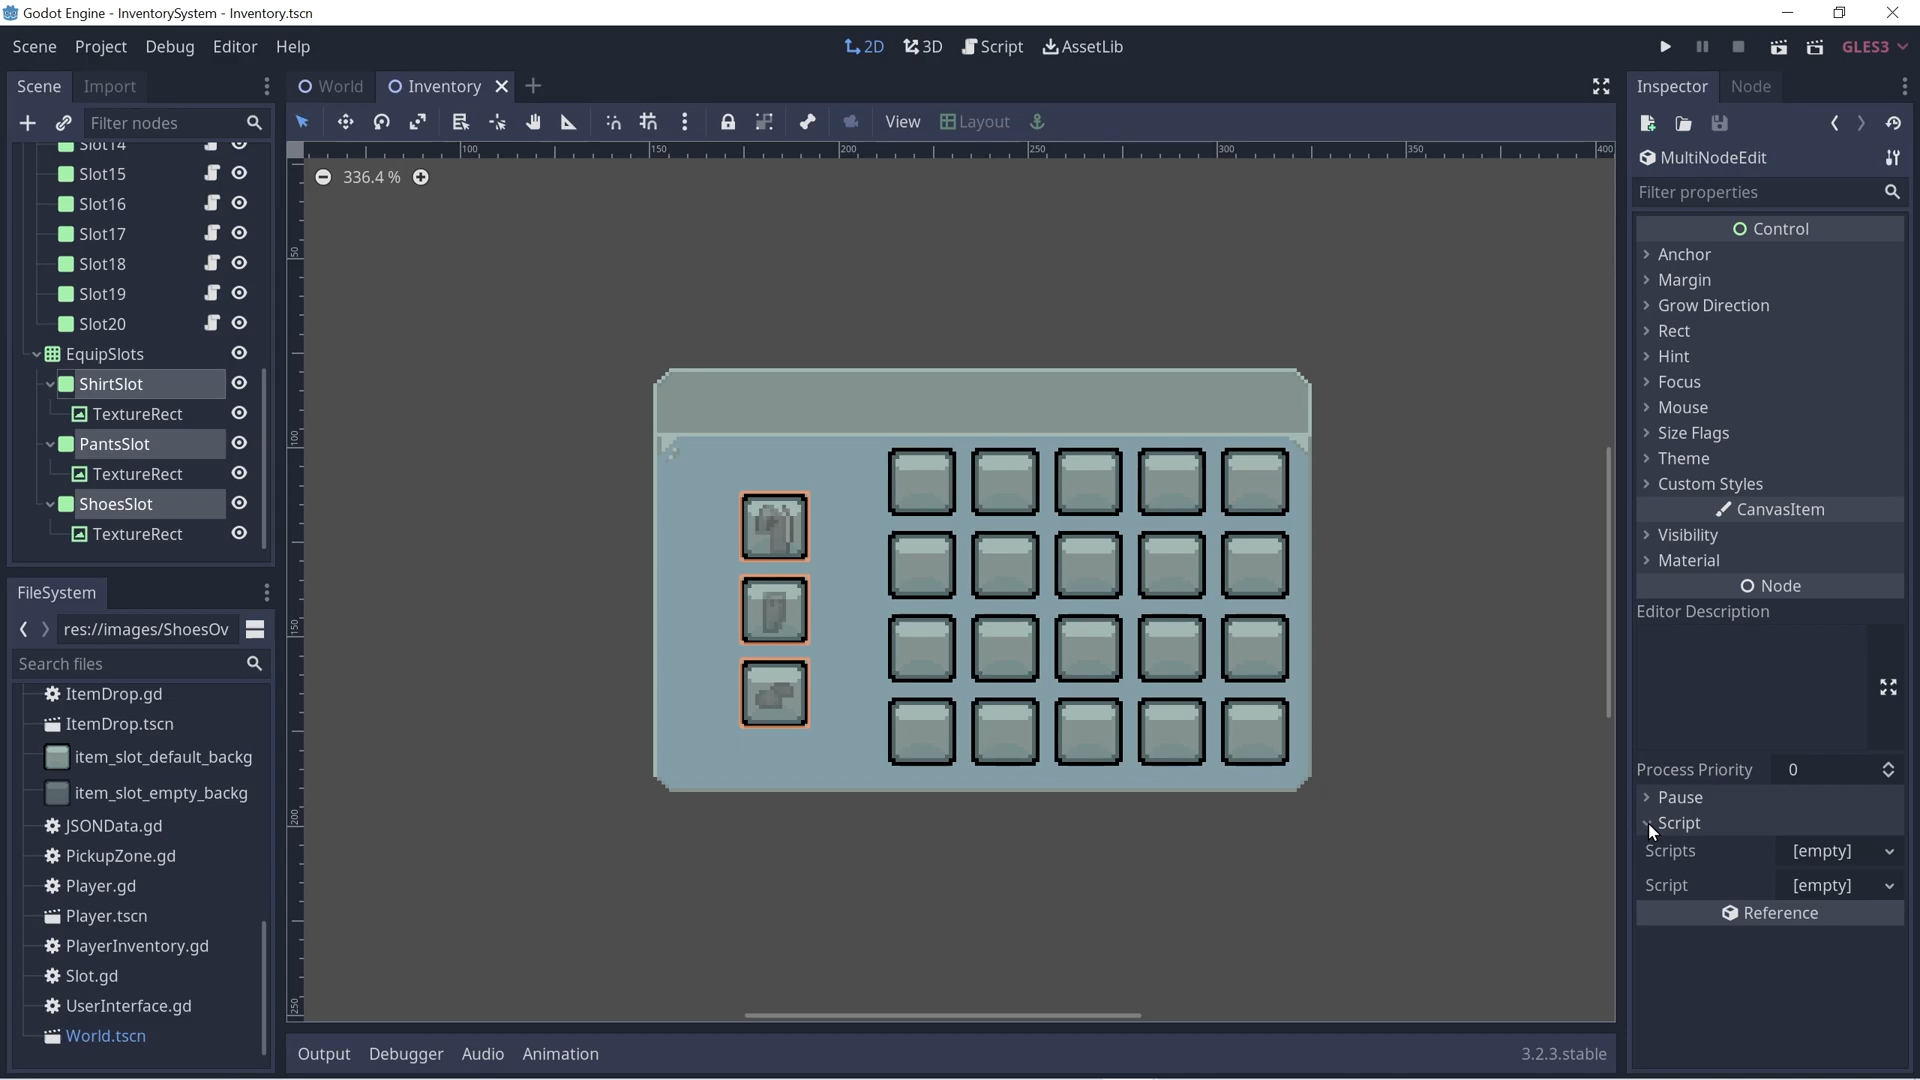 Godot Engine - InventorySystem - Inventory.tscn
Scene Project Debug Editor Help
2D 3D Script AssetLib
GLES3
Scene Import
World Inventory
Inspector Node
Filter nodes
View Layout
Slot14
Slot15
Slot16
Slot17
Slot18
Slot19
Slot20
EquipSlots
ShirtSlot
TextureRect
PantsSlot
TextureRect
ShoesSlot
TextureRect
FileSystem
res://images/ShoesOv
Search files
ItemDrop.gd
ItemDrop.tscn
item_slot_default_backg
item_slot_empty_backg
JSONData.gd
PickupZone.gd
Player.gd
Player.tscn
PlayerInventory.gd
Slot.gd
UserInterface.gd
World.tscn
100 150 200 250 300 350 400
336.4 %
50
100
150
200
250
Output Debugger Audio Animation
3.2.3.stable
MultiNodeEdit
Filter properties
Control
Anchor
Margin
Grow Direction
Rect
Hint
Focus
Mouse
Size Flags
Theme
Custom Styles
CanvasItem
Visibility
Material
Node
Editor Description
Process Priority 0
Pause
Script
Scripts [empty]
Script [empty]
Reference